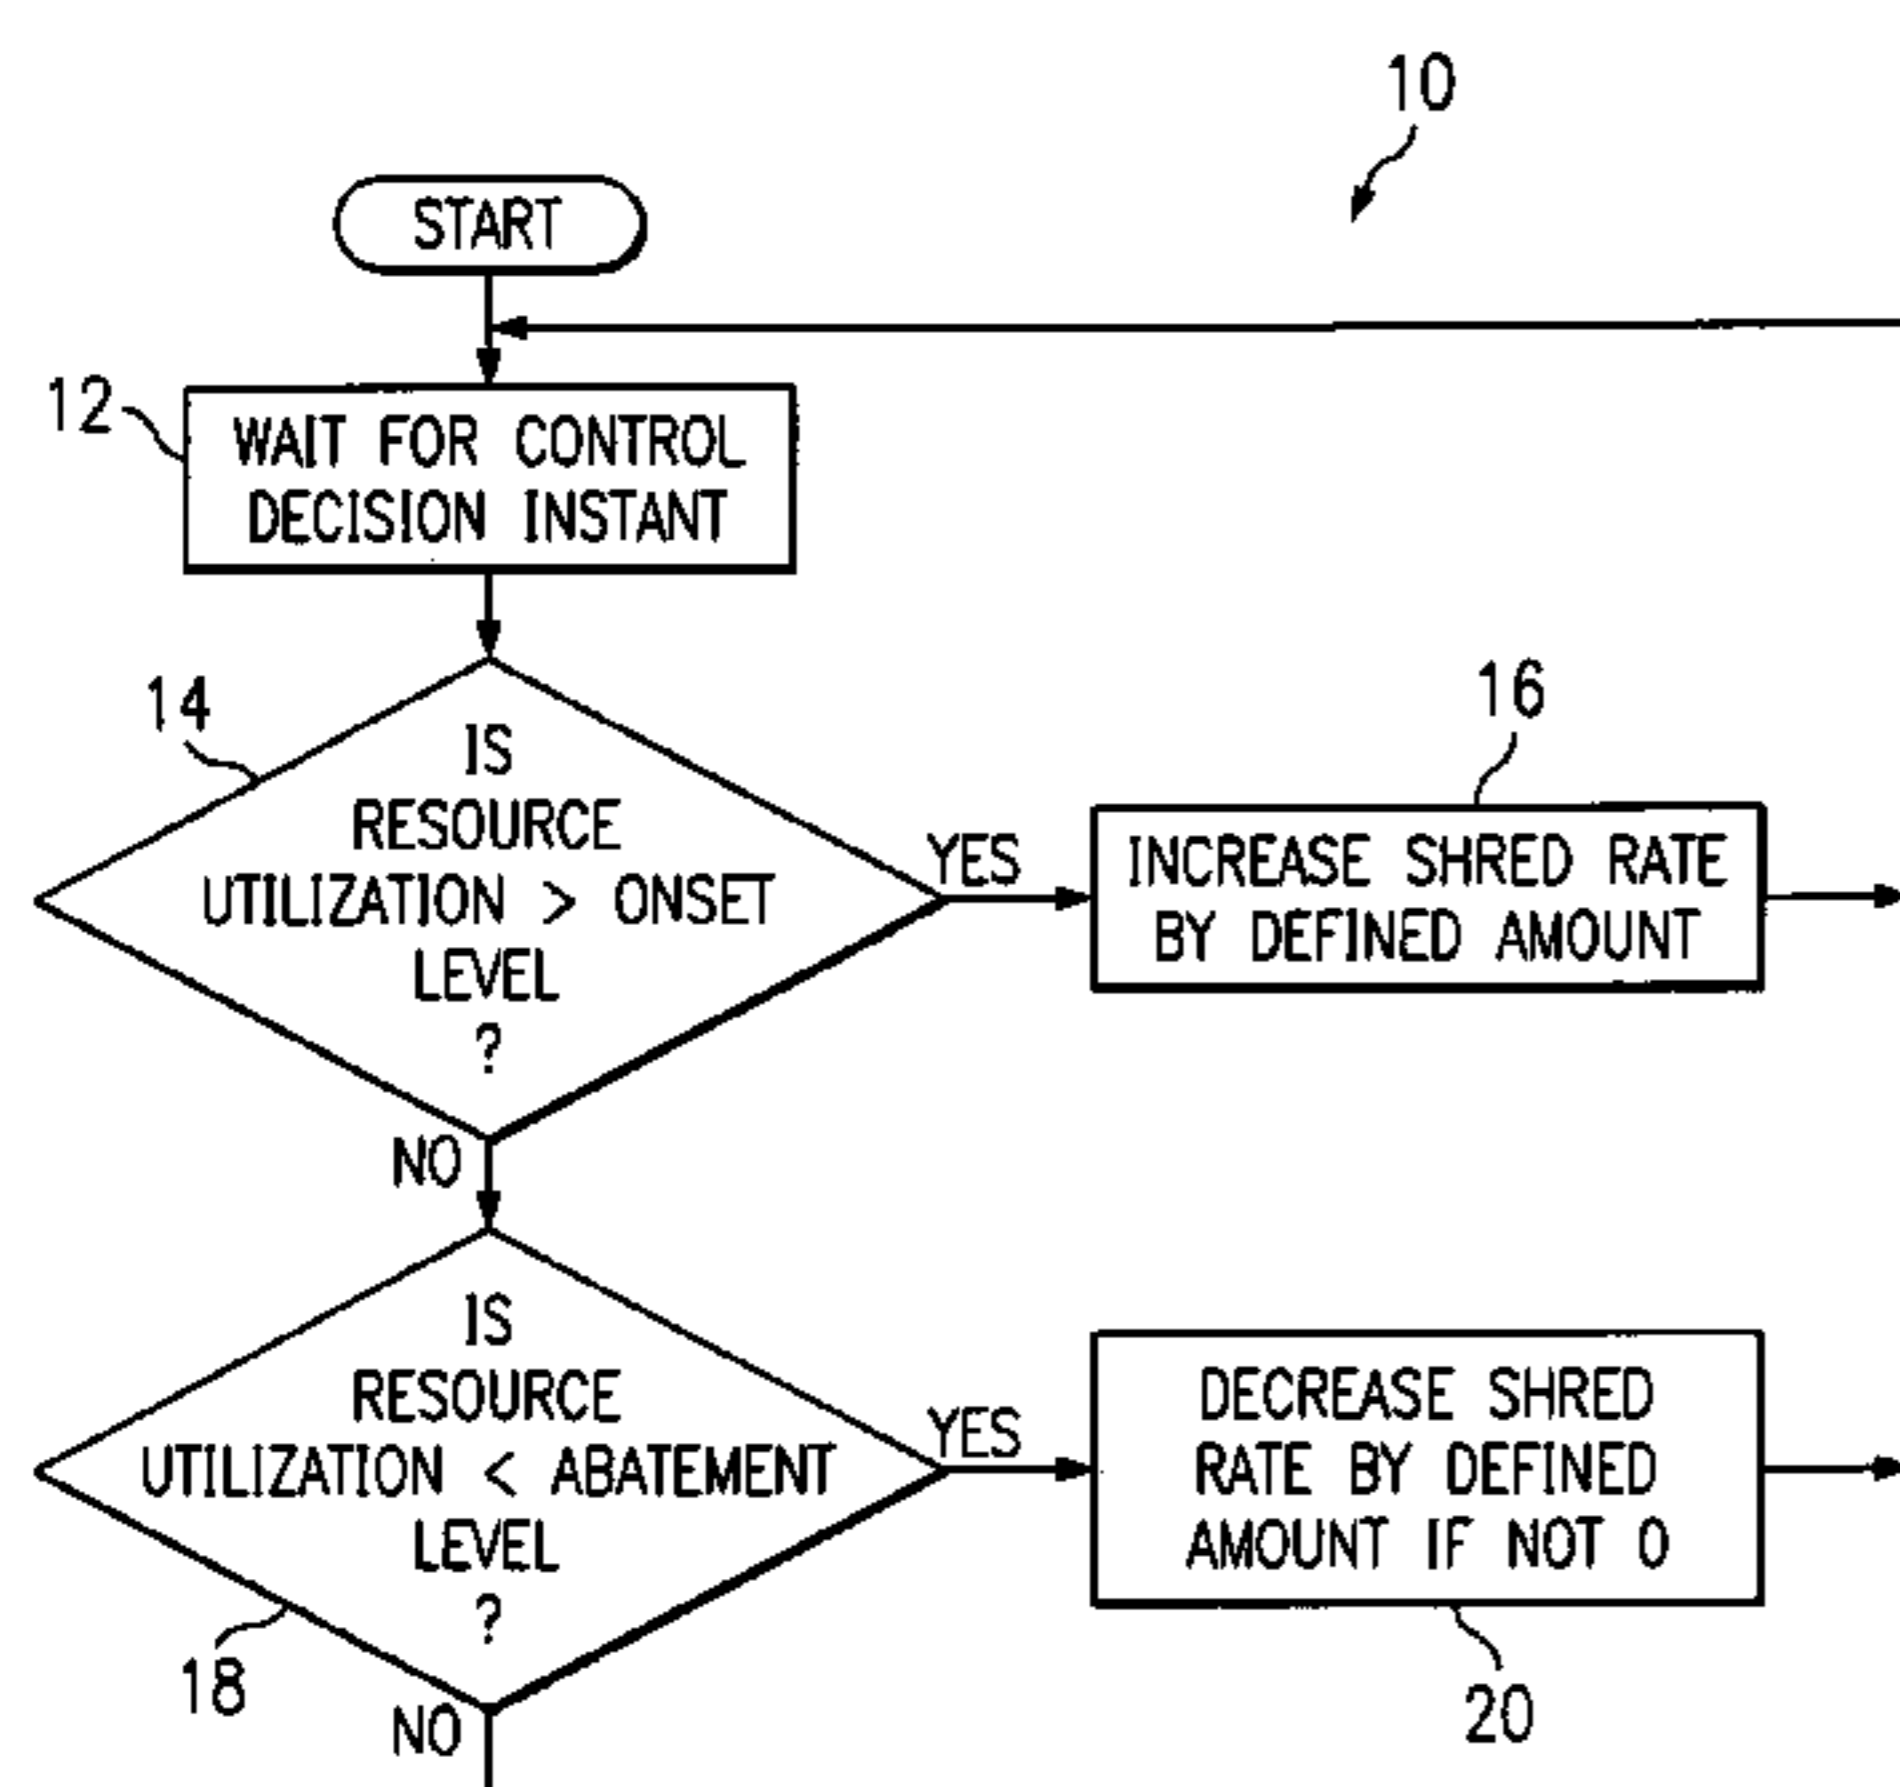 10
START
12
WAIT FOR CONTROL
DECISION INSTANT
14
IS
RESOURCE
UTILIZATION > ONSET
LEVEL
?
YES
NO
16
INCREASE SHRED RATE
BY DEFINED AMOUNT
IS
RESOURCE
UTILIZATION < ABATEMENT
LEVEL
?
18
YES
NO
DECREASE SHRED
RATE BY DEFINED
AMOUNT IF NOT 0
20